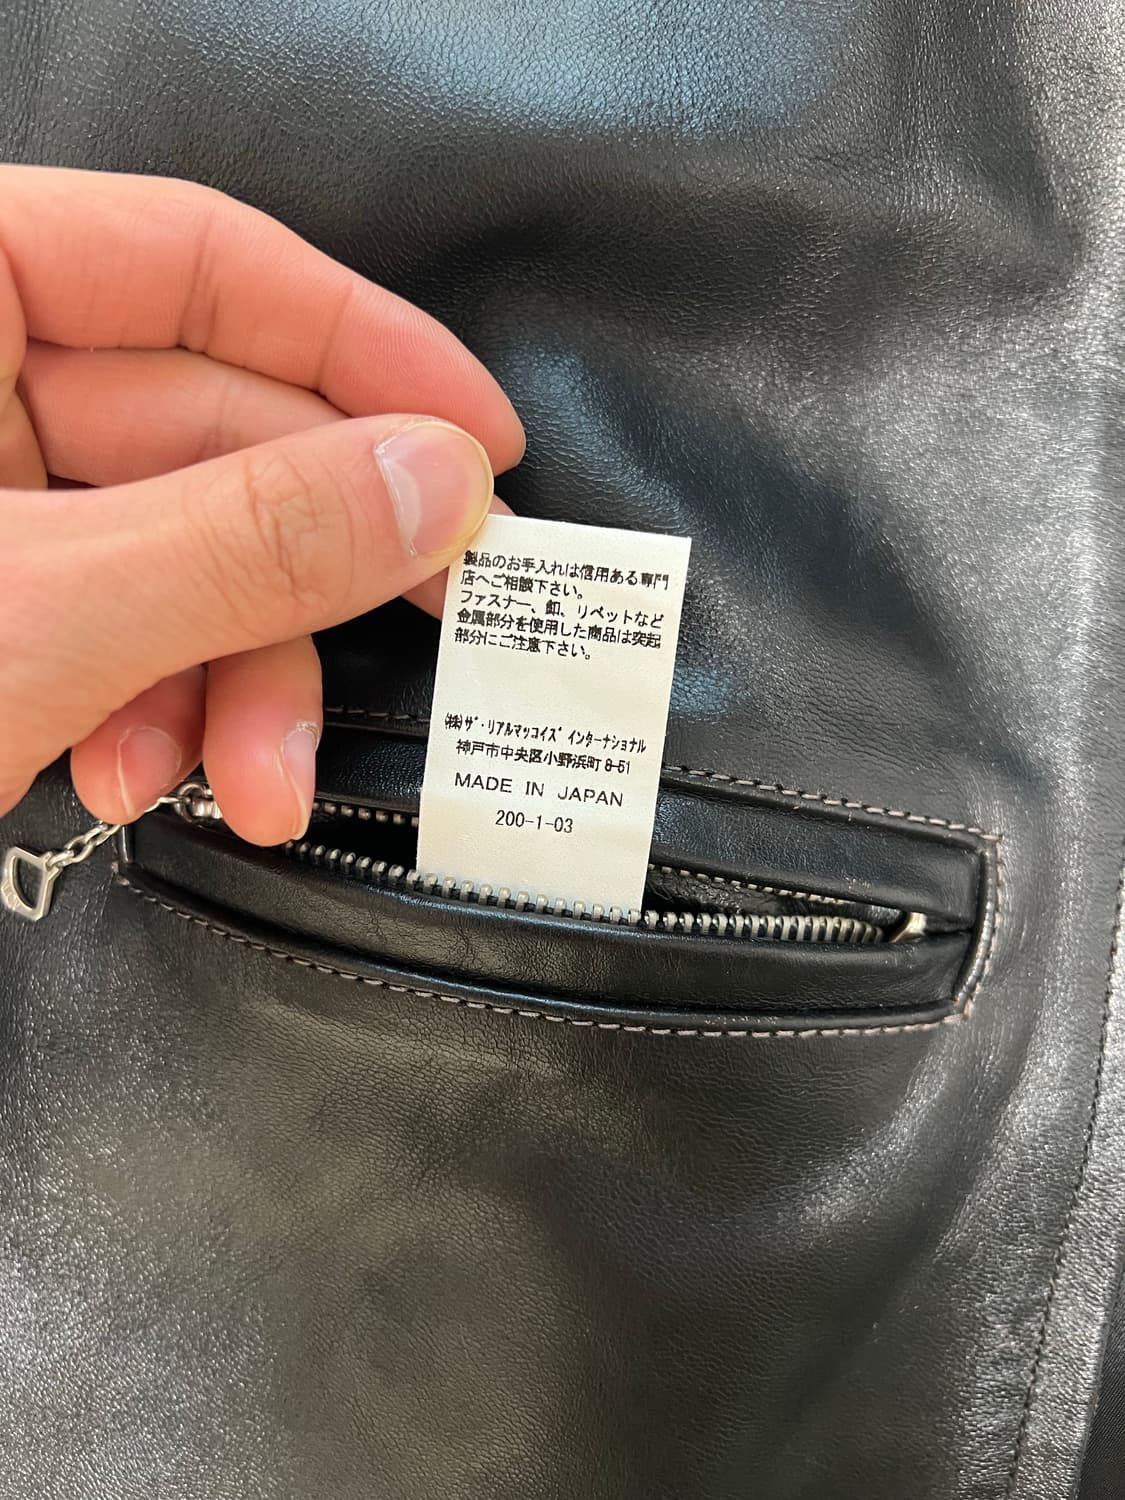 製品のお手入れは信用ある専門
店へご相談下さい。
ファスナー、釦、リベットなど
金属部分を使用した商品は突起
部分にご注意下さい。
㈱ザ・リアルマッコイズ インターナショナル
神戸市中央区小野浜町 8-51
MADE IN JAPAN
200-1-03